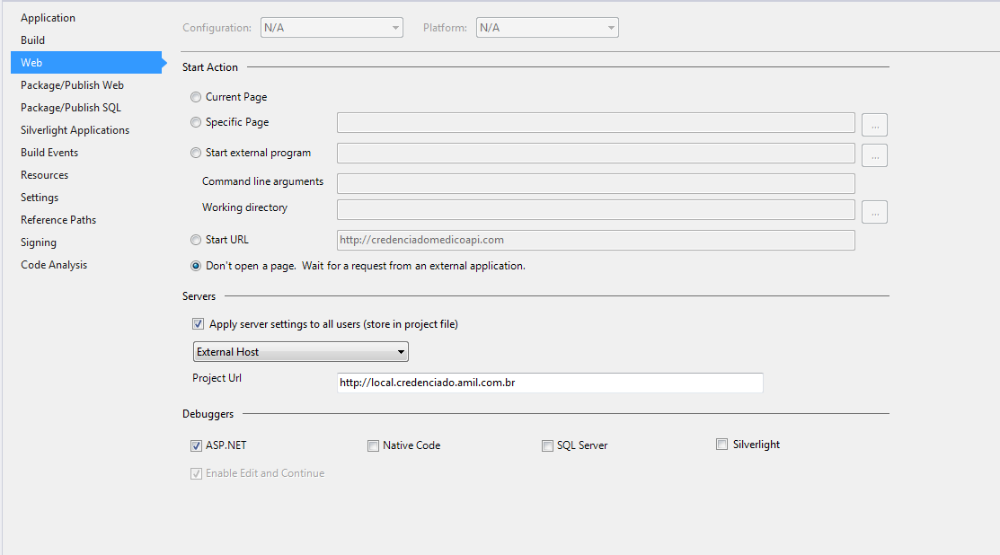 Application
Build
Web
Package/Publish Web
Package/Publish SQL
Silverlight Applications
Build Events
Resources
Settings
Reference Paths
Signing
Code Analysis
Configuration: N/A Platform: N/A
Start Action
Current Page
Specific Page ...
Start external program ...
Command line arguments
Working directory ...
Start URL http://credenciadomedicoapi.com
Don't open a page. Wait for a request from an external application.
Servers
Apply server settings to all users (store in project file)
External Host
Project Url http://local.credenciado.amil.com.br
Debuggers
ASP.NET Native Code SQL Server Silverlight
Enable Edit and Continue